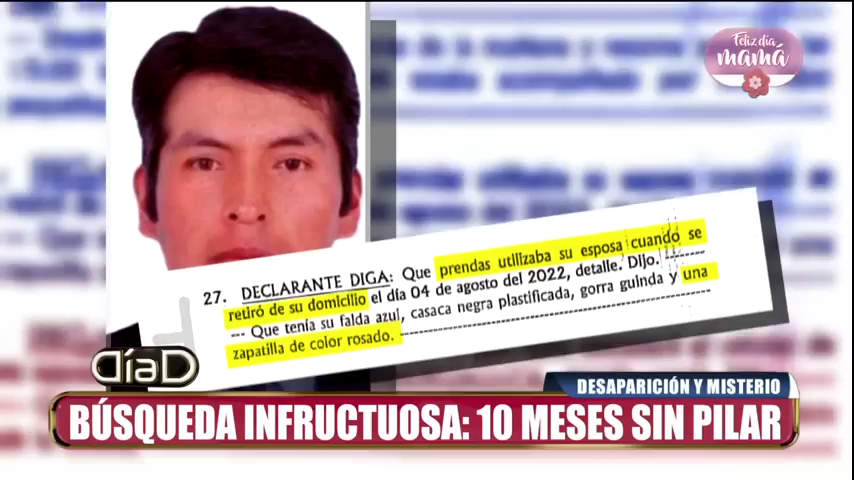 Feliz día
mamá
27. DECLARANTE DIGA: Que prendas utilizaba su esposa cuando se
retiró de su domicilio el día 04 de agosto del 2022, detalle. Dijo. --------
--- Que tenía su falda azul, casaca negra plastificada, gorra guinda y una
zapatilla de color rosado. --------
DíaD
DESAPARICIÓN Y MISTERIO
BÚSQUEDA INFRUCTUOSA: 10 MESES SIN PILAR